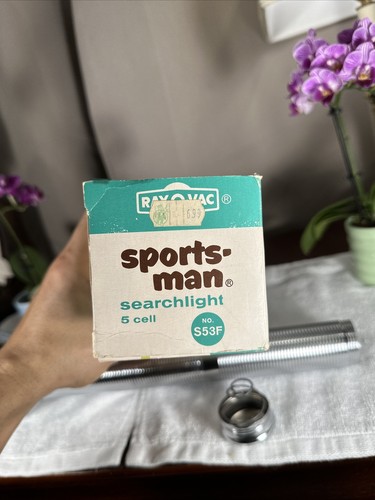 RAY O VAC ®
sports-
man®
searchlight
5 cell
NO.
S53F